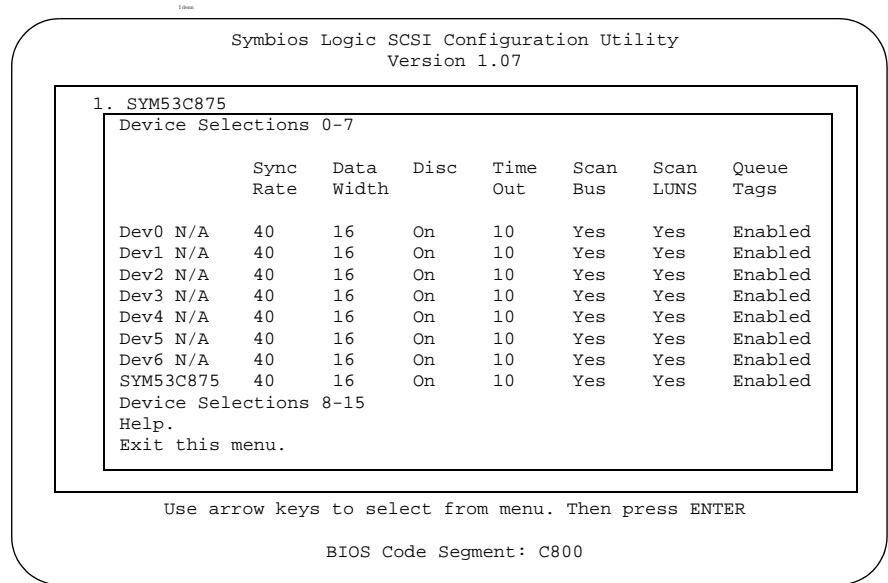 Symbios Logic SCSI Configuration Utility
Version 1.07
1. SYM53C875
Device Selections 0-7
Sync Data Disc Time Scan Scan Queue
Rate Width Out Bus LUNS Tags
Dev0 N/A 40 16 On 10 Yes Yes Enabled
Dev1 N/A 40 16 On 10 Yes Yes Enabled
Dev2 N/A 40 16 On 10 Yes Yes Enabled
Dev3 N/A 40 16 On 10 Yes Yes Enabled
Dev4 N/A 40 16 On 10 Yes Yes Enabled
Dev5 N/A 40 16 On 10 Yes Yes Enabled
Dev6 N/A 40 16 On 10 Yes Yes Enabled
SYM53C875 40 16 On 10 Yes Yes Enabled
Device Selections 8-15
Help.
Exit this menu.
Use arrow keys to select from menu. Then press ENTER
BIOS Code Segment: C800